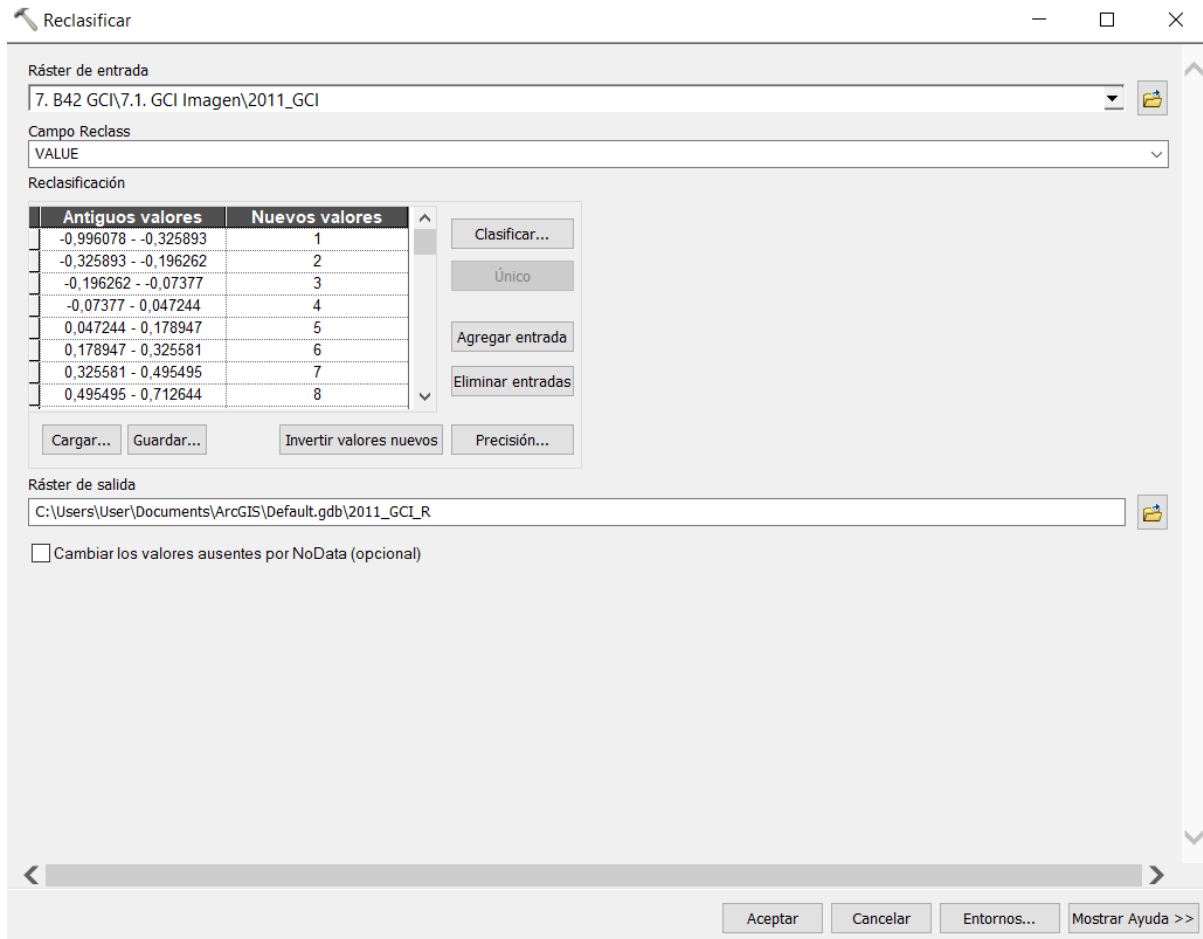 Reclasificar
Ráster de entrada
7. B42 GCI\7.1. GCI Imagen\2011_GCI
Campo Reclass
VALUE
Reclasificación
Antiguos valores Nuevos valores
-0,996078 - -0,325893 1
-0,325893 - -0,196262 2
-0,196262 - -0,07377 3
-0,07377 - 0,047244 4
0,047244 - 0,178947 5
0,178947 - 0,325581 6
0,325581 - 0,495495 7
0,495495 - 0,712644 8
Clasificar...
Único
Agregar entrada
Eliminar entradas
Cargar... Guardar... Invertir valores nuevos Precisión...
Ráster de salida
C:\Users\User\Documents\ArcGIS\Default.gdb\2011_GCI_R
Cambiar los valores ausentes por NoData (opcional)
Aceptar Cancelar Entornos... Mostrar Ayuda >>